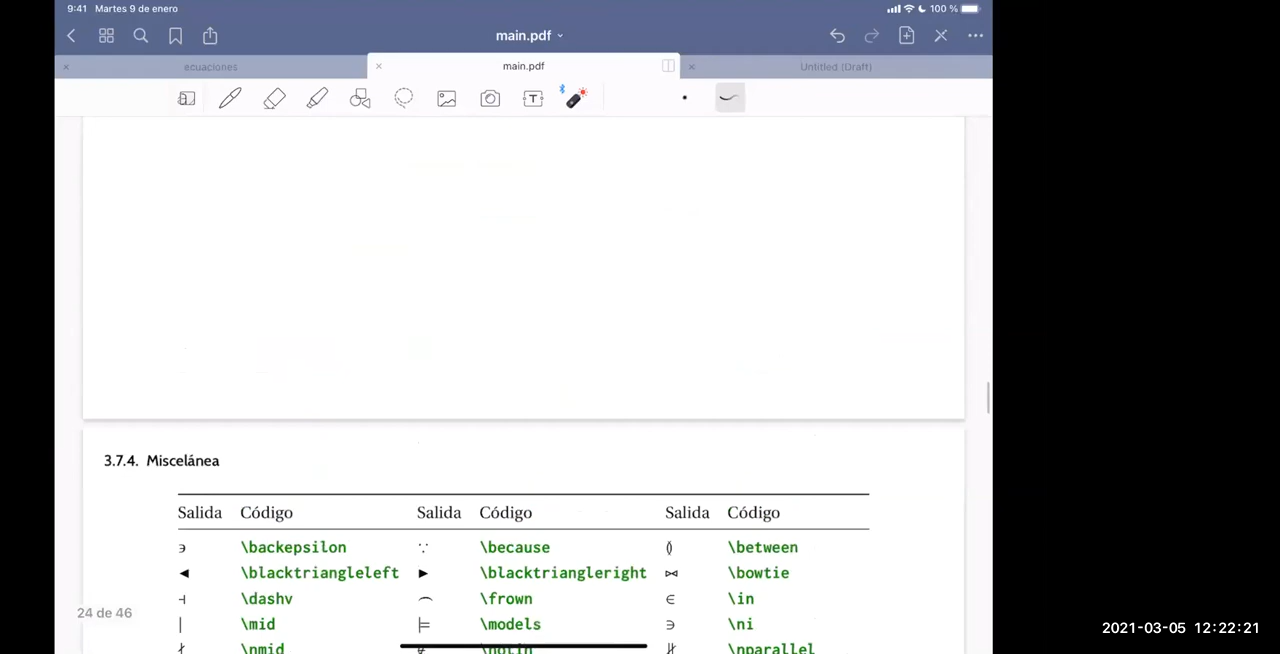 9:41 Martes 9 de enero 100 %
main.pdf
ecuaciones main.pdf Untitled (Draft)
T
3.7.4. Miscelánea
Salida Código Salida Código Salida Código
϶ \backepsilon ∵ \because ≬ \between
◀ \blacktriangleleft ▶ \blacktriangleright ⋈ \bowtie
⊣ \dashv ⌢ \frown ∈ \in
24 de 46
∣ \mid ⊨ \models ∋ \ni
∤ \nmid ∉ \notin ∦ \nparallel
2021-03-05 12:22:21